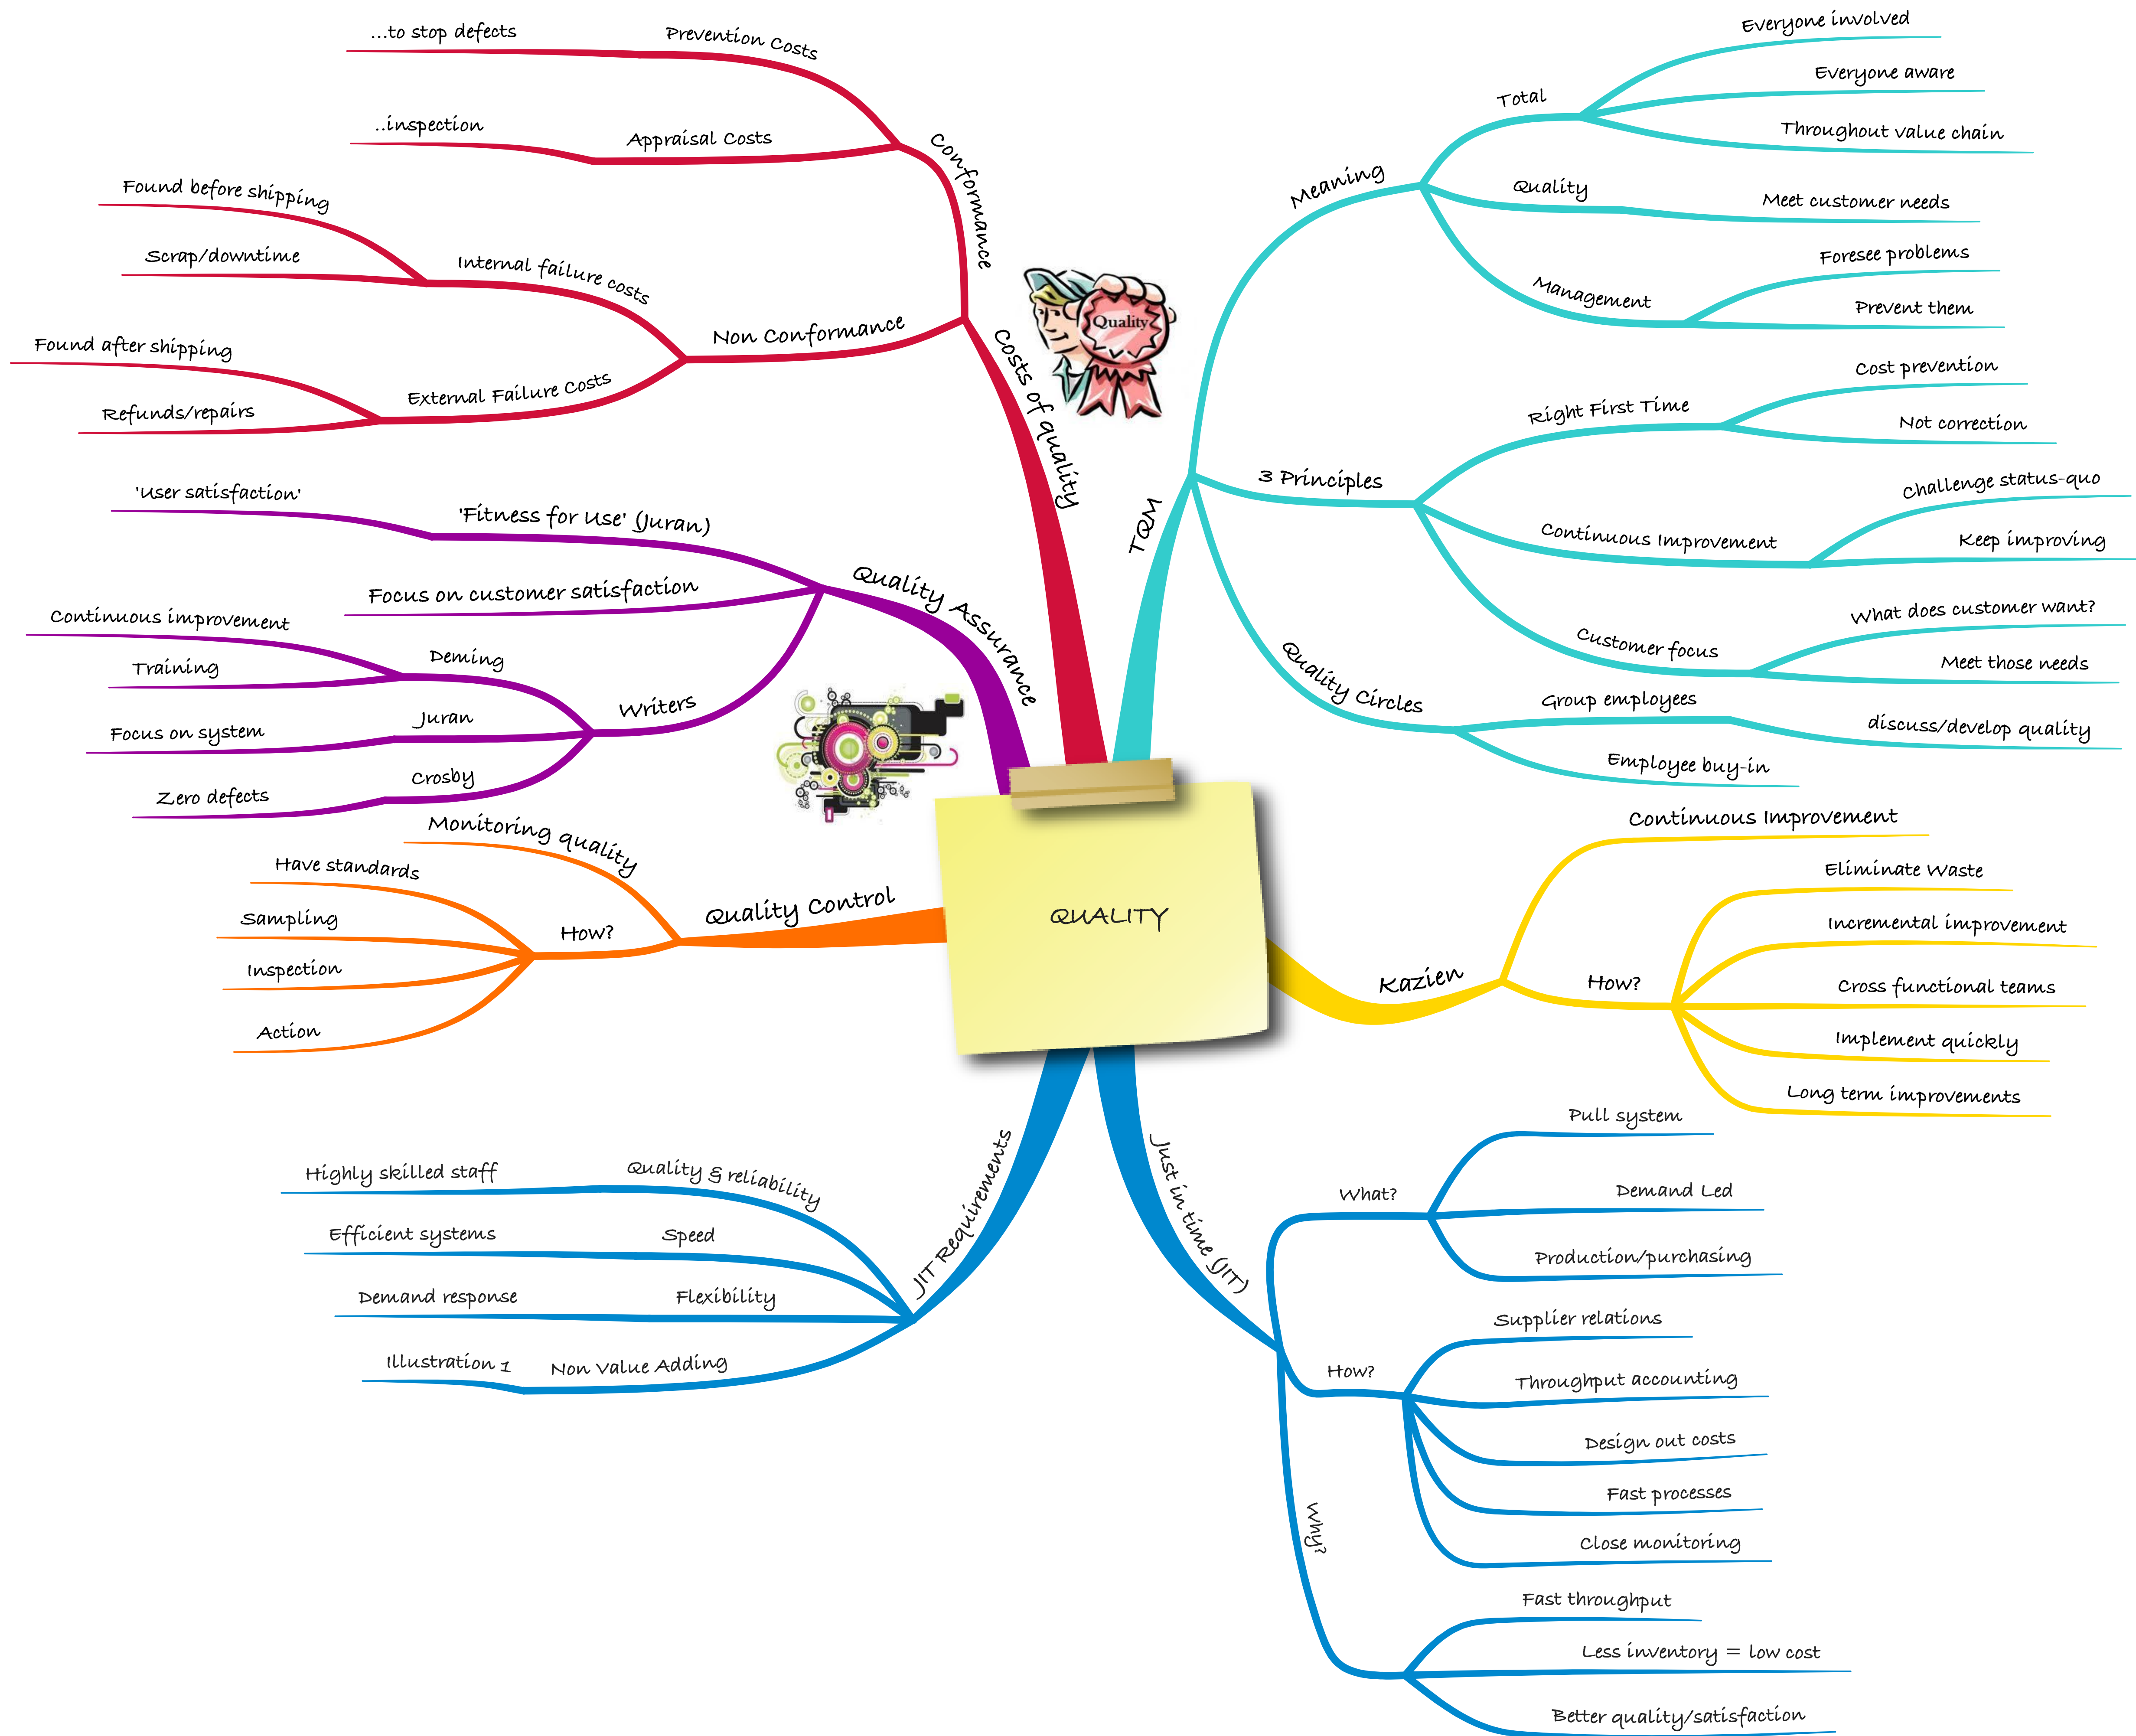 QUALITY
Quality
Costs of quality
Conformance
Prevention Costs
...to stop defects
Appraisal Costs
..inspection
Non Conformance
Internal failure costs
Found before shipping
Scrap/downtime
External Failure Costs
Found after shipping
Refunds/repairs
Quality Assurance
'Fitness for Use' (Juran)
'User satisfaction'
Focus on customer satisfaction
Writers
Deming
Continuous improvement
Training
Juran
Focus on system
Crosby
Zero defects
Quality Control
Monitoring quality
How?
Have standards
Sampling
Inspection
Action
JIT Requirements
Quality & reliability
Highly skilled staff
Speed
Efficient systems
Flexibility
Demand response
Non Value Adding
Illustration 1
TQM
Meaning
Total
Everyone involved
Everyone aware
Throughout value chain
Quality
Meet customer needs
Management
Foresee problems
Prevent them
3 Principles
Right First Time
Cost prevention
Not correction
Continuous Improvement
Challenge status-quo
Keep improving
Customer focus
What does customer want?
Meet those needs
Quality Circles
Group employees
discuss/develop quality
Employee buy-in
Kazien
Continuous Improvement
How?
Eliminate Waste
Incremental improvement
Cross functional teams
Implement quickly
Long term improvements
Just in time (JIT)
What?
Pull system
Demand Led
Production/purchasing
How?
Supplier relations
Throughput accounting
Design out costs
Fast processes
Close monitoring
Why?
Fast throughput
Less inventory = low cost
Better quality/satisfaction